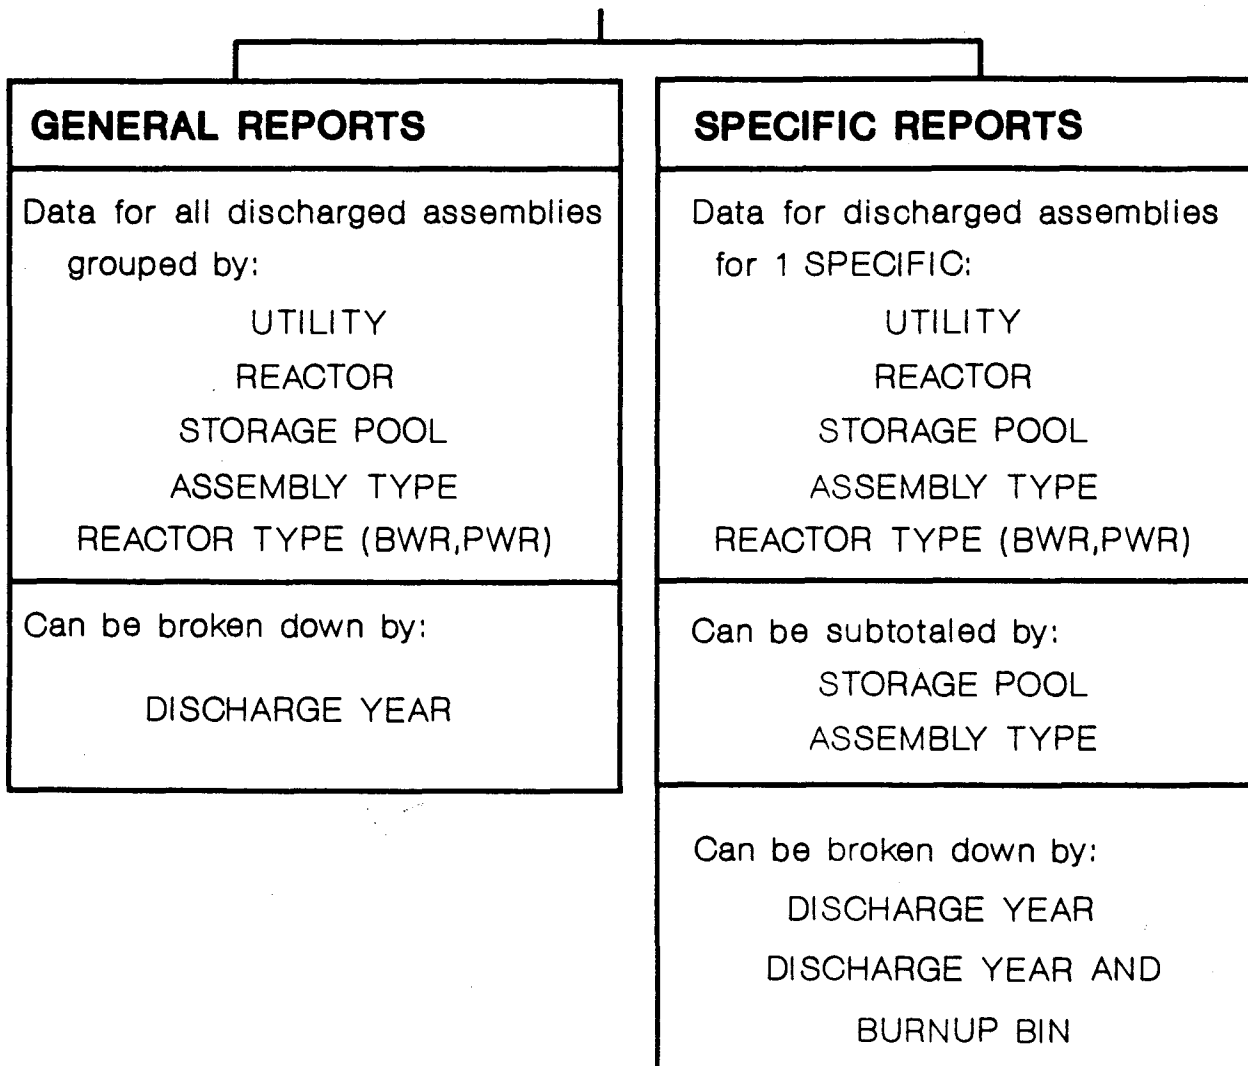 GENERAL REPORTS
Data for all discharged assemblies
grouped by:
UTILITY
REACTOR
STORAGE POOL
ASSEMBLY TYPE
REACTOR TYPE (BWR,PWR)
Can be broken down by:
DISCHARGE YEAR
SPECIFIC REPORTS
Data for discharged assemblies
for 1 SPECIFIC:
UTILITY
REACTOR
STORAGE POOL
ASSEMBLY TYPE
REACTOR TYPE (BWR,PWR)
Can be subtotaled by:
STORAGE POOL
ASSEMBLY TYPE
Can be broken down by:
DISCHARGE YEAR
DISCHARGE YEAR AND
BURNUP BIN